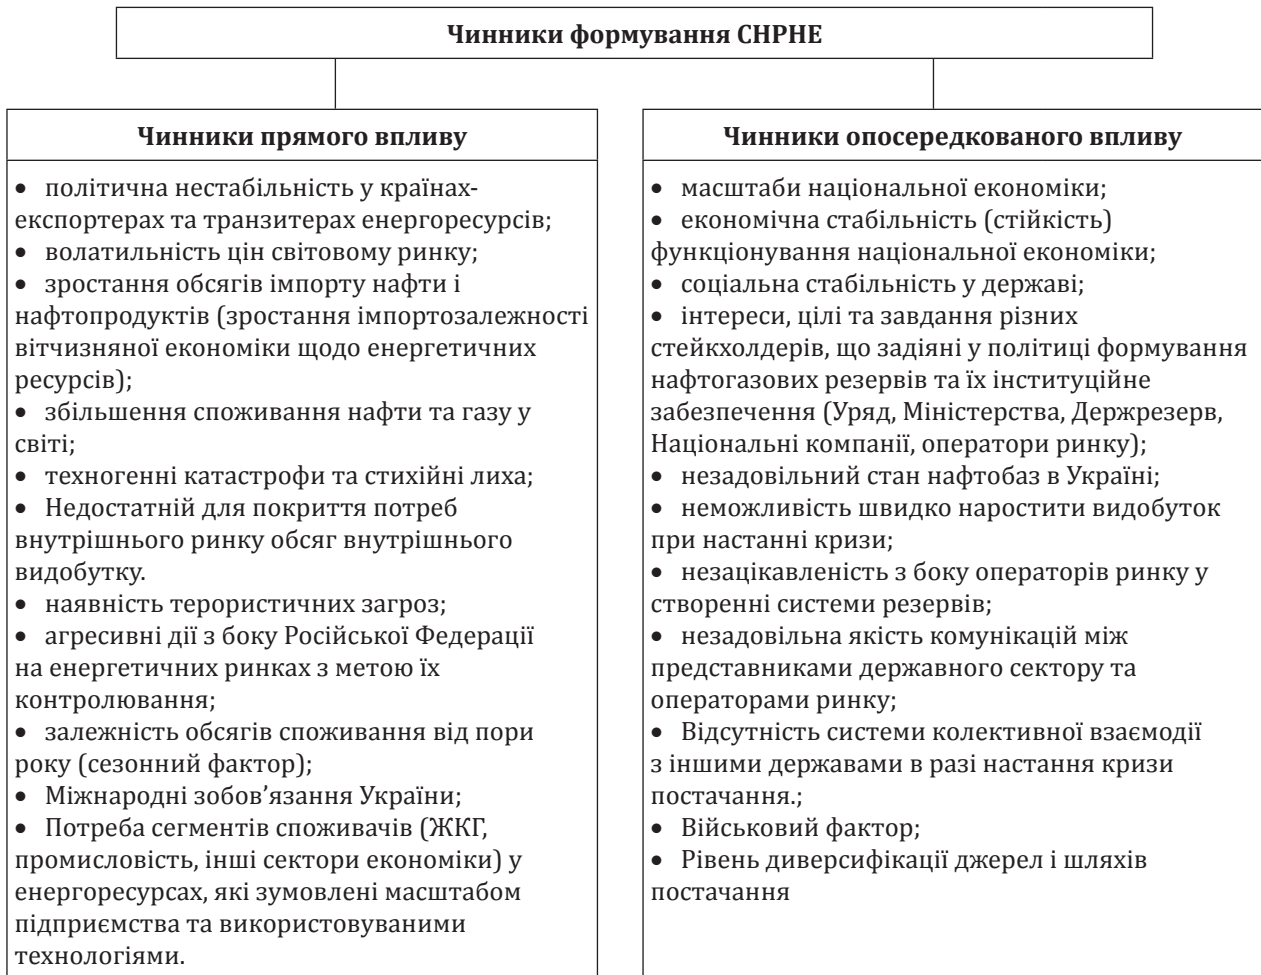 Чинники формування СНРНЕ
Чинники прямого впливу
• політична нестабільність у країнах-
експортерах та транзитерах енергоресурсів;
• волатильність цін світовому ринку;
• зростання обсягів імпорту нафти і
нафтопродуктів (зростання імпортозалежності
вітчизняної економіки щодо енергетичних
ресурсів);
• збільшення споживання нафти та газу у
світі;
• техногенні катастрофи та стихійні лиха;
• Недостатній для покриття потреб
внутрішнього ринку обсяг внутрішнього
видобутку.
• наявність терористичних загроз;
• агресивні дії з боку Російської Федерації
на енергетичних ринках з метою їх
контролювання;
• залежність обсягів споживання від пори
року (сезонний фактор);
• Міжнародні зобов’язання України;
• Потреба сегментів споживачів (ЖКГ,
промисловість, інші сектори економіки) у
енергоресурсах, які зумовлені масштабом
підприємства та використовуваними
технологіями.
Чинники опосередкованого впливу
• масштаби національної економіки;
• економічна стабільність (стійкість)
функціонування національної економіки;
• соціальна стабільність у державі;
• інтереси, цілі та завдання різних
стейкхолдерів, що задіяні у політиці формування
нафтогазових резервів та їх інституційне
забезпечення (Уряд, Міністерства, Держрезерв,
Національні компанії, оператори ринку);
• незадовільний стан нафтобаз в Україні;
• неможливість швидко наростити видобуток
при настанні кризи;
• незацікавленість з боку операторів ринку у
створенні системи резервів;
• незадовільна якість комунікацій між
представниками державного сектору та
операторами ринку;
• Відсутність системи колективної взаємодії
з іншими державами в разі настання кризи
постачання.;
• Військовий фактор;
• Рівень диверсифікації джерел і шляхів
постачання